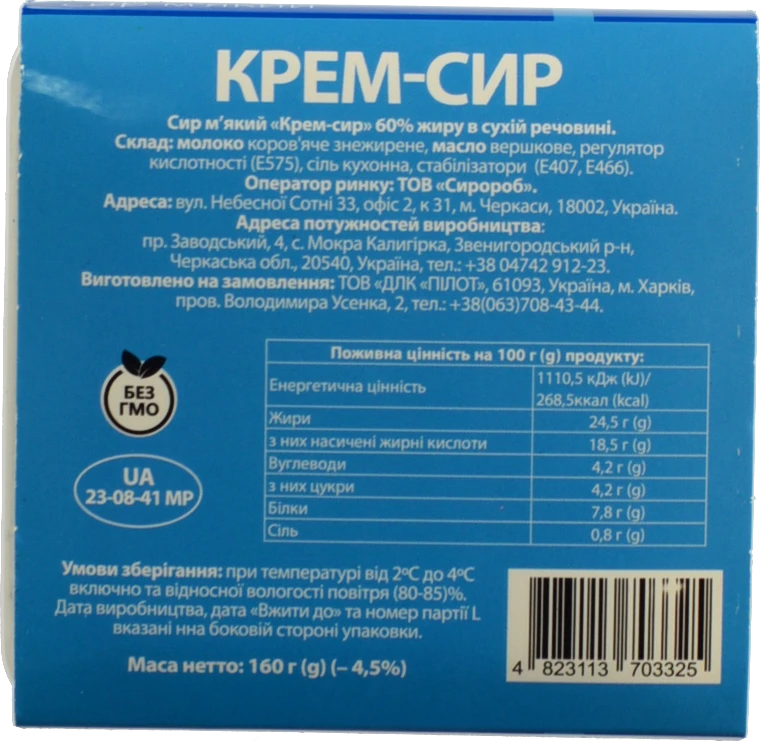 КРЕМ-СИР
Сир м'який «Крем-сир» 60% жиру в сухій речовині.
Склад: молоко коров'яче знежирене, масло вершкове, регулятор
кислотності (Е575), сіль кухонна, стабілізатори (Е407, Е466).
Оператор ринку: ТОВ «Сиророб».
Адреса: вул. Небесної Сотні 33, офіс 2, к 31, м. Черкаси, 18002, Україна.
Адреса потужностей виробництва:
пр. Заводський, 4, с. Мокра Калигірка, Звенигородський р-н,
Черкаська обл., 20540, Україна, тел.: +38 04742 912-23.
Виготовлено на замовлення: ТОВ «ДЛК «ПІЛОТ», 61093, Україна, м. Харків,
пров. Володимира Усенка, 2, тел.: +38(063)708-43-44.
БЕЗ
ГМО
UA
23-08-41 МР
Поживна цінність на 100 г (g) продукту:
Енергетична цінність 1110,5 кДж (kJ)/
268,5ккал (kcal)
Жири 24,5 г (g)
з них насичені жирні кислоти 18,5 г (g)
Вуглеводи 4,2 г (g)
з них цукри 4,2 г (g)
Білки 7,8 г (g)
Сіль 0,8 г (g)
Умови зберігання: при температурі від 2ºС до 4ºС
включно та відносної вологості повітря (80-85)%.
Дата виробництва, дата «Вжити до» та номер партії L
вказані нна боковій стороні упаковки.
Маса нетто: 160 г (g) (– 4,5%)
4 823113 703325